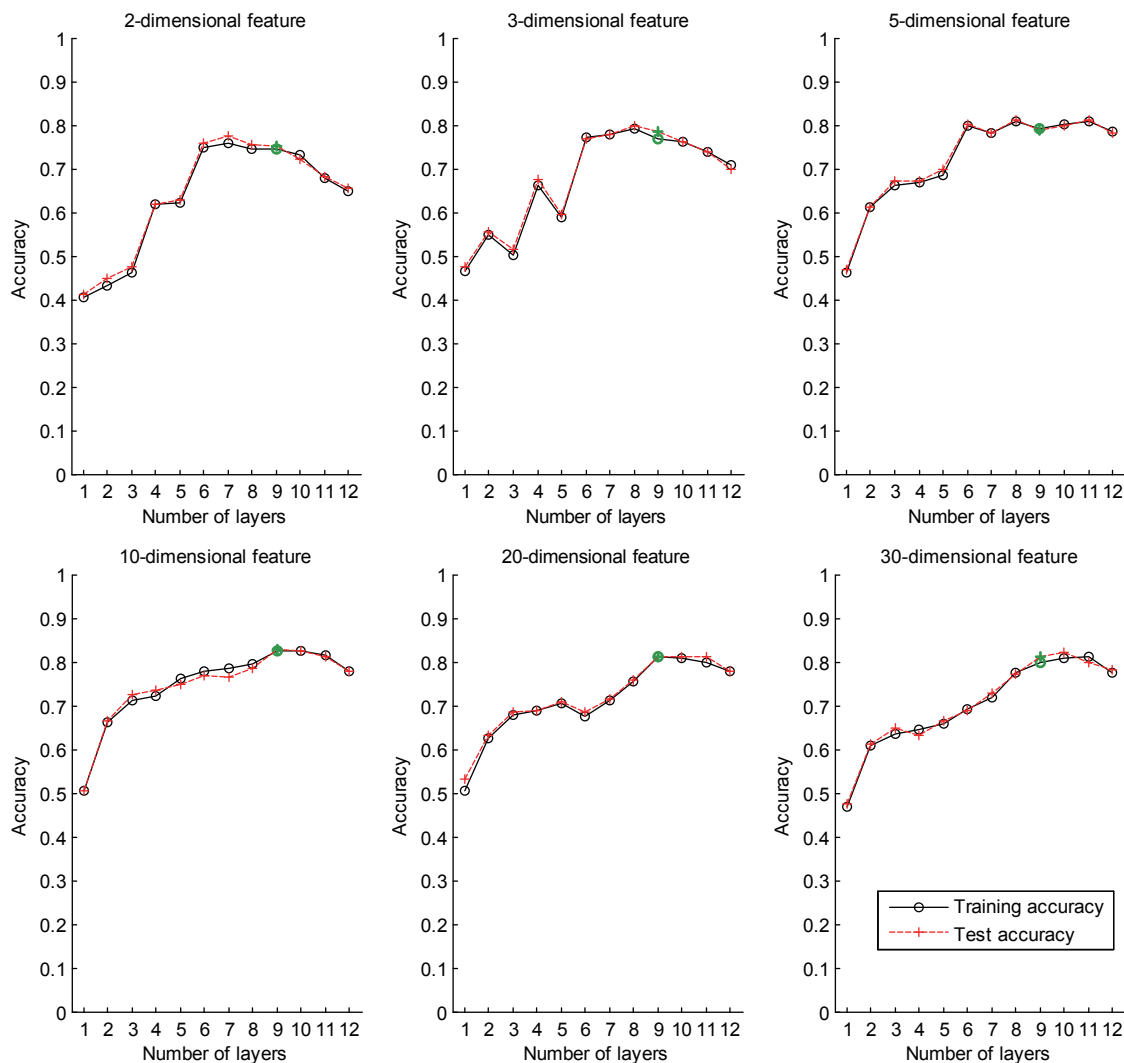 2-dimensional feature
1
0.9
0.8
0.7
0.6
0.5
0.4
0.3
0.2
0.1
0
Accuracy
1 2 3 4 5 6 7 8 9 10 11 12
Number of layers
3-dimensional feature
1
0.9
0.8
0.7
0.6
0.5
0.4
0.3
0.2
0.1
0
Accuracy
1 2 3 4 5 6 7 8 9 10 11 12
Number of layers
5-dimensional feature
1
0.9
0.8
0.7
0.6
0.5
0.4
0.3
0.2
0.1
0
Accuracy
1 2 3 4 5 6 7 8 9 10 11 12
Number of layers
10-dimensional feature
1
0.9
0.8
0.7
0.6
0.5
0.4
0.3
0.2
0.1
0
Accuracy
1 2 3 4 5 6 7 8 9 10 11 12
Number of layers
20-dimensional feature
1
0.9
0.8
0.7
0.6
0.5
0.4
0.3
0.2
0.1
0
Accuracy
1 2 3 4 5 6 7 8 9 10 11 12
Number of layers
30-dimensional feature
1
0.9
0.8
0.7
0.6
0.5
0.4
0.3
0.2
0.1
0
Accuracy
Training accuracy
Test accuracy
1 2 3 4 5 6 7 8 9 10 11 12
Number of layers